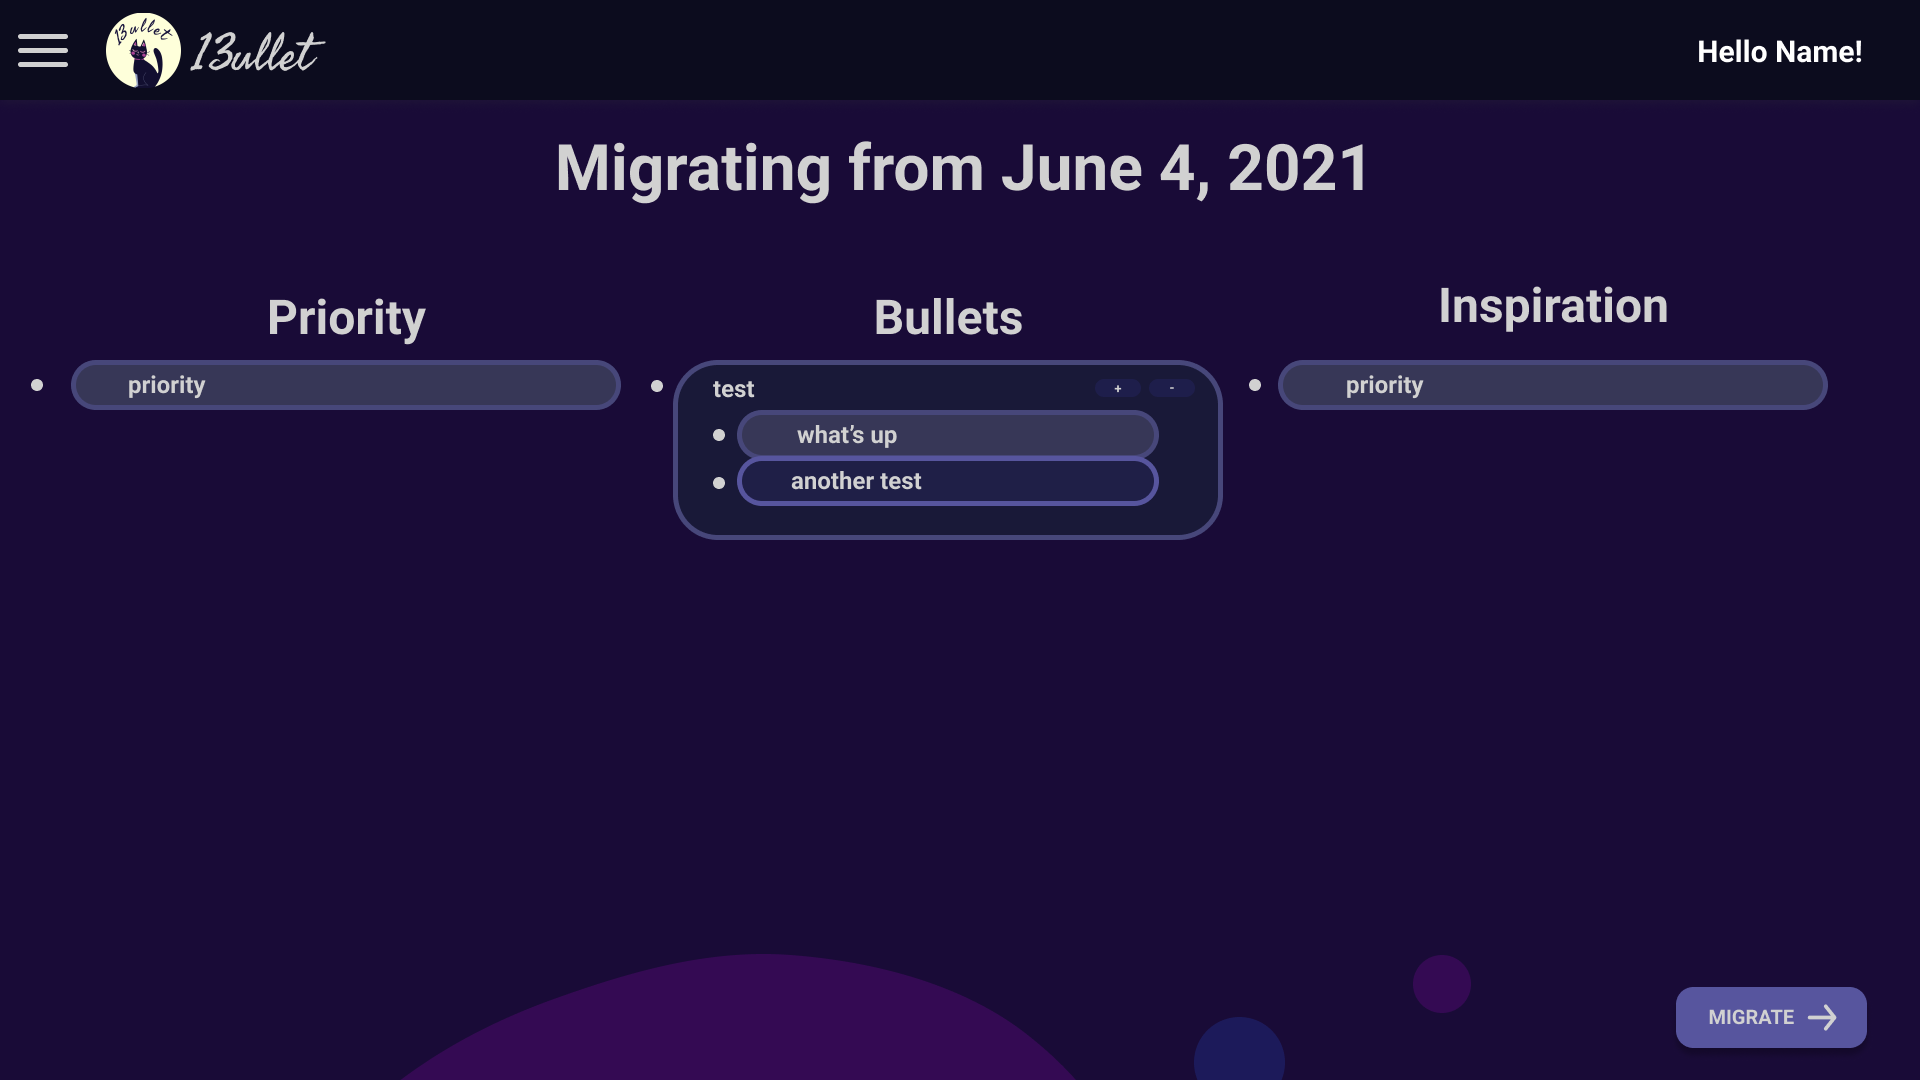 13ullet
13ullet
Hello Name!
Migrating from June 4, 2021
Priority
Bullets
Inspiration
priority
test
+
-
priority
what's up
another test
MIGRATE